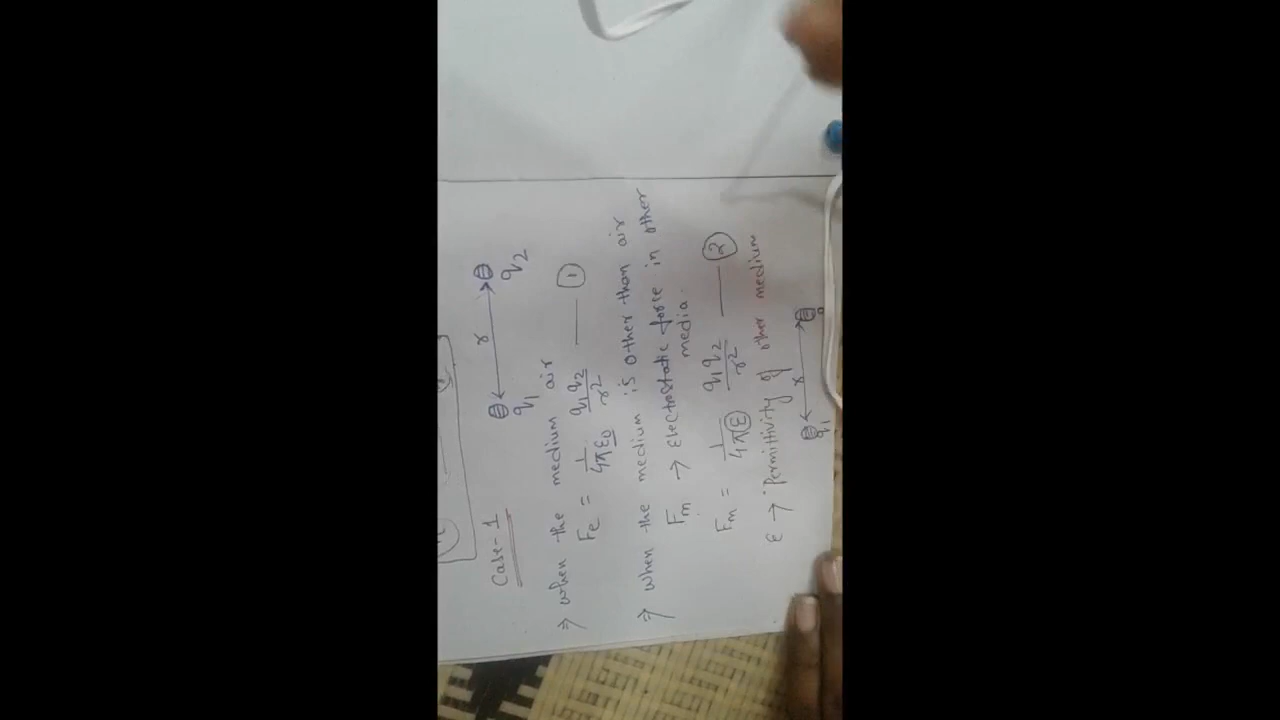 Case-1
r
q1 q2
⇒ when the medium air
Fe = 1/4πε0 q1q2/r2 —— 1
⇒ when the medium is other than air
Fm → Electrostatic force in other
media.
Fm = 1/4πε q1q2/r2 —— 2
ε → Permittivity of other medium
r
q1